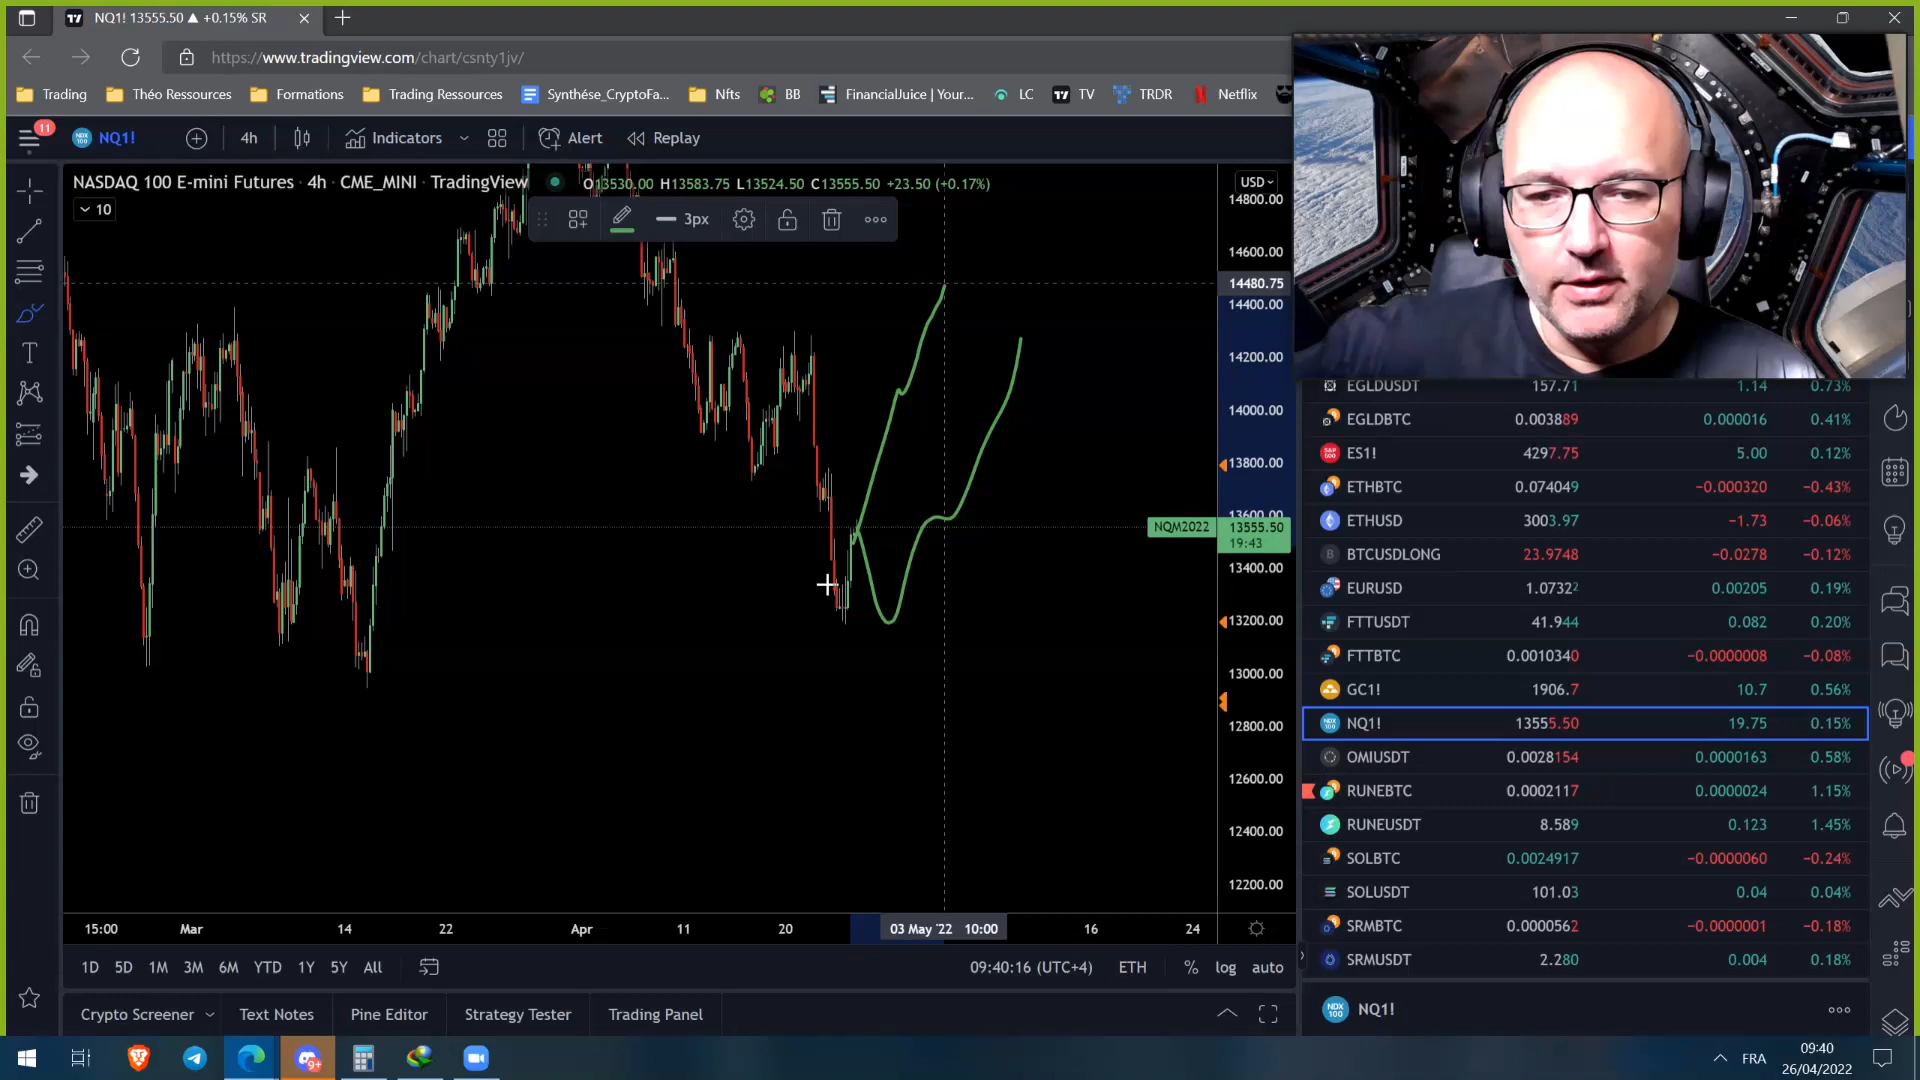 NQ1! 13555.50 ▲ +0.15% SR
https://www.tradingview.com/chart/csnty1jv/
Trading
Théo Ressources
Formations
Trading Ressources
Synthése_CryptoFa...
Nfts
BB
FinancialJuice | Your...
LC
TV
TRDR
Netflix
11
NQ1!
4h
Indicators
Alert
Replay
NASDAQ 100 E-mini Futures · 4h · CME_MINI · TradingView
O13530.00 H13583.75 L13524.50 C13555.50 +23.50 (+0.17%)
10
3px
USD
14800.00
14600.00
14480.75
14400.00
14200.00
14000.00
13800.00
13600.00
NQM2022
13555.50
19:43
13400.00
13200.00
13000.00
12800.00
12600.00
12400.00
12200.00
15:00
Mar
14
22
Apr
11
20
03 May '22 10:00
16
24
1D 5D 1M 3M 6M YTD 1Y 5Y All
09:40:16 (UTC+4)
ETH
%
log
auto
Crypto Screener
Text Notes
Pine Editor
Strategy Tester
Trading Panel
EGLDUSDT 157.71 1.14 0.73%
EGLDBTC 0.003889 0.000016 0.41%
ES1! 4297.75 5.00 0.12%
ETHBTC 0.074049 −0.000320 −0.43%
ETHUSD 3003.97 −1.73 −0.06%
BTCUSDLONG 23.9748 −0.0278 −0.12%
EURUSD 1.07322 0.00205 0.19%
FTTUSDT 41.944 0.082 0.20%
FTTBTC 0.0010340 −0.0000008 −0.08%
GC1! 1906.7 10.7 0.56%
NQ1! 13555.50 19.75 0.15%
OMIUSDT 0.0028154 0.0000163 0.58%
RUNEBTC 0.0002117 0.0000024 1.15%
RUNEUSDT 8.589 0.123 1.45%
SOLBTC 0.0024917 −0.0000060 −0.24%
SOLUSDT 101.03 0.04 0.04%
SRMBTC 0.0000562 −0.0000001 −0.18%
SRMUSDT 2.280 0.004 0.18%
NDX
100
NQ1!
9+
FRA
09:40
26/04/2022